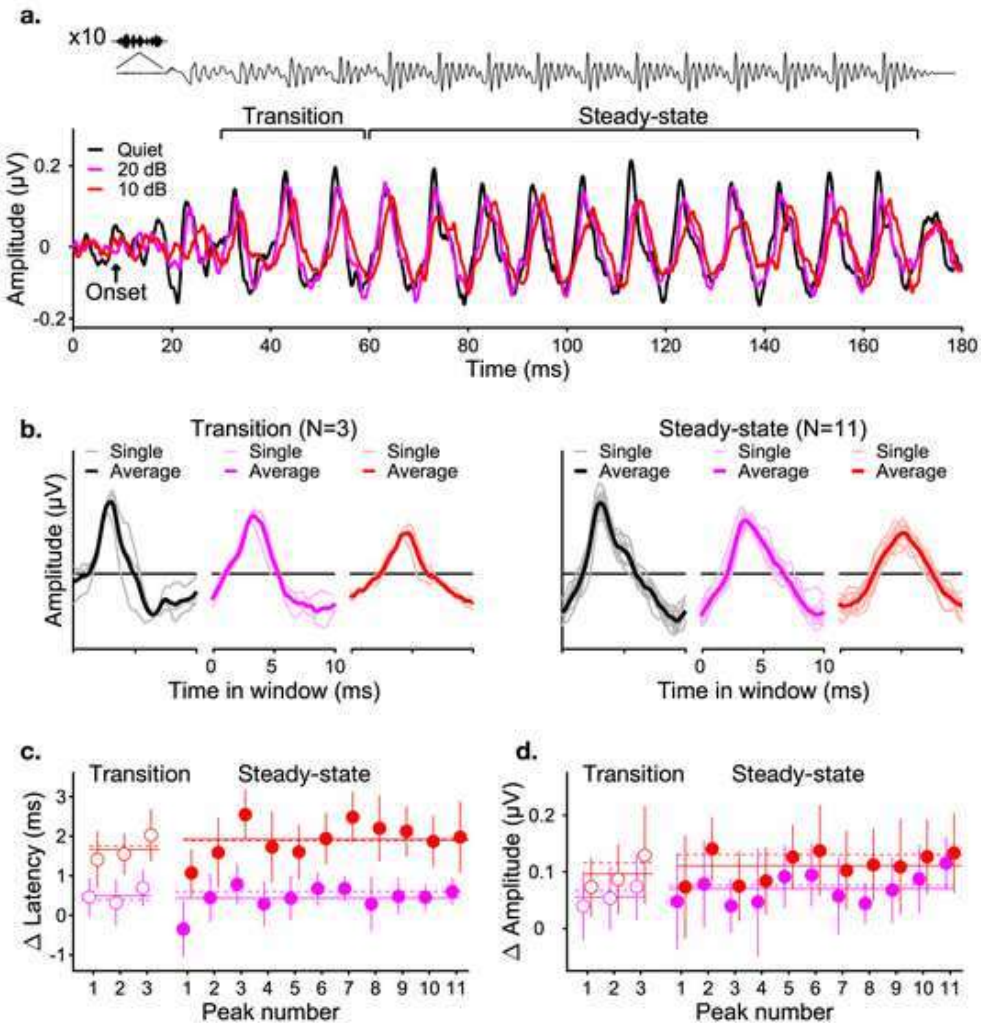 a.
x10
Transition Steady-state
Quiet
20 dB
10 dB
Onset
Amplitude (µV)
0.2
0
-0.2
0 20 40 60 80 100 120 140 160 180
Time (ms)
b.
Transition (N=3) Steady-state (N=11)
Single Single Single Single Single Single
Average Average Average Average Average Average
Amplitude (µV)
0 5 10 0 5 10
Time in window (ms) Time in window (ms)
c.
Transition Steady-state
Δ Latency (ms)
3
2
1
0
-1
1 2 3 1 2 3 4 5 6 7 8 9 10 11
Peak number
d.
Transition Steady-state
Δ Amplitude (µV)
0.2
0.1
0
1 2 3 1 2 3 4 5 6 7 8 9 10 11
Peak number